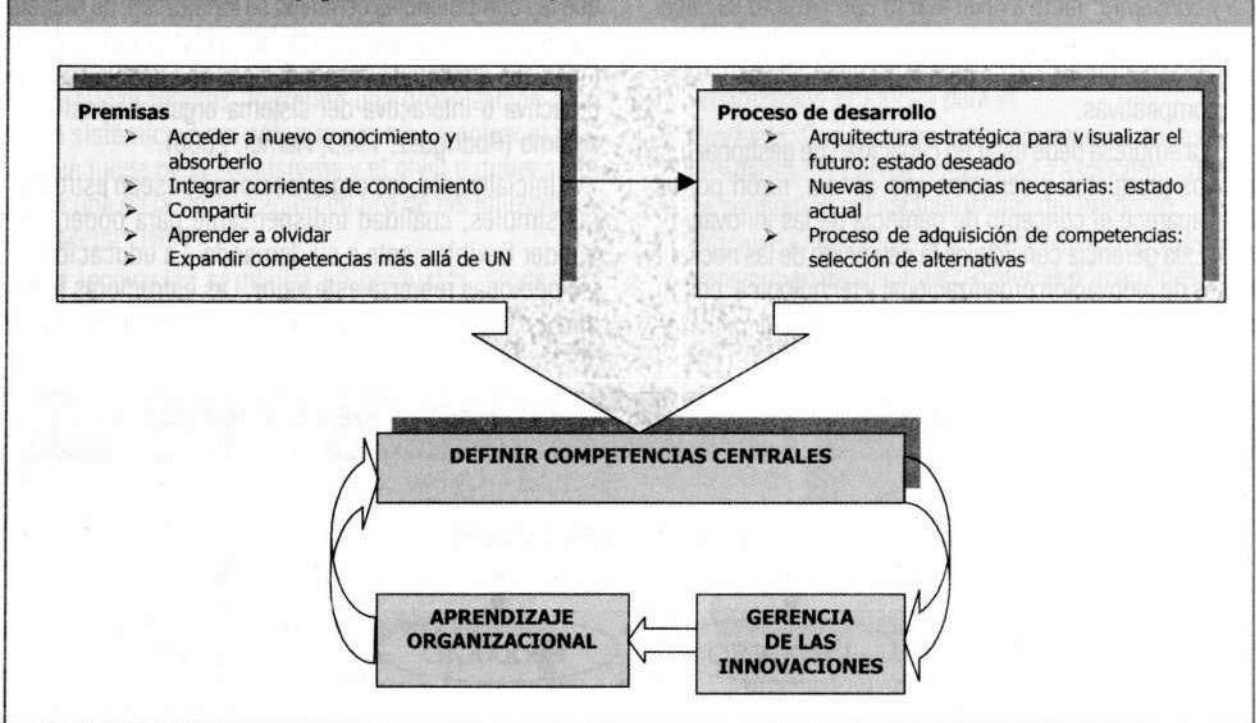 Premisas
➢ Acceder a nuevo conocimiento y
absorberlo
➢ Integrar corrientes de conocimiento
➢ Compartir
➢ Aprender a olvidar
➢ Expandir competencias más allá de UN
Proceso de desarrollo
➢ Arquitectura estratégica para visualizar el
futuro: estado deseado
➢ Nuevas competencias necesarias: estado
actual
➢ Proceso de adquisición de competencias:
selección de alternativas
DEFINIR COMPETENCIAS CENTRALES
APRENDIZAJE
ORGANIZACIONAL
GERENCIA
DE LAS
INNOVACIONES